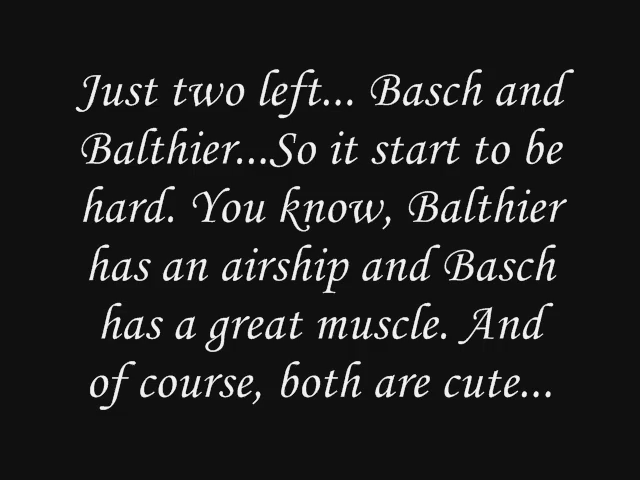 Just two left... Basch and
Balthier...So it start to be
hard. You know, Balthier
has an airship and Basch
has a great muscle. And
of course, both are cute...